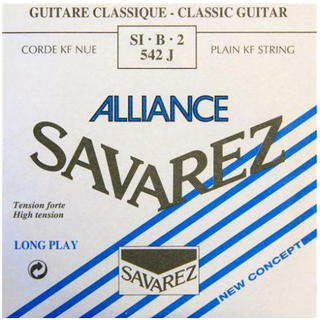 GUITARE CLASSIQUE - CLASSIC GUITAR
CORDE KF NUE
SI · B · 2
542 J
PLAIN KF STRING
ALLIANCE
SAVAREZ
Tension forte
High tension
LONG PLAY
SAVAREZ
NEW CONCEPT